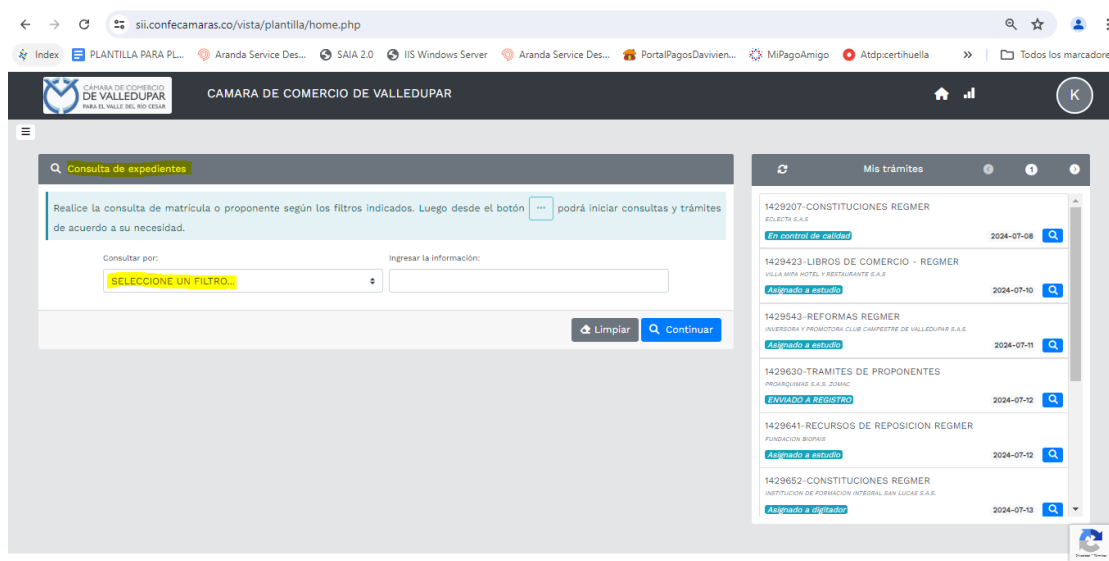 sii.confecamaras.co/vista/plantilla/home.php
Index PLANTILLA PARA PL... Aranda Service Des... SAIA 2.0 IIS Windows Server Aranda Service Des... PortalPagosDavivien... MiPagoAmigo Atdp:certihuella » Todos los marcadore
CAMARA DE COMERCIO
DE VALLEDUPAR
PARA EL VALLE DEL RÍO CESAR
CAMARA DE COMERCIO DE VALLEDUPAR
K
Consulta de expedientes
Realice la consulta de matrícula o proponente según los filtros indicados. Luego desde el botón ... podrá iniciar consultas y trámites
de acuerdo a su necesidad.
Consultar por: Ingresar la información:
SELECCIONE UN FILTRO...
Limpiar Continuar
Mis trámites 1
1429207-CONSTITUCIONES REGMER
ECLECTA S.A.S
En control de calidad 2024-07-08
1429423-LIBROS DE COMERCIO - REGMER
VILLA MIPA HOTEL Y RESTAURANTE S.A.S
Asignado a estudio 2024-07-10
1429543-REFORMAS REGMER
INVERSORA Y PROMOTORA CLUB CAMPESTRE DE VALLEDUPAR S.A.S.
Asignado a estudio 2024-07-11
1429630-TRAMITES DE PROPONENTES
PROARQUIMAS S.A.S. ZOMAC
ENVIADO A REGISTRO 2024-07-12
1429641-RECURSOS DE REPOSICION REGMER
FUNDACION BIOPAIS
Asignado a estudio 2024-07-12
1429652-CONSTITUCIONES REGMER
INSTITUCION DE FORMACION INTEGRAL SAN LUCAS S.A.S.
Asignado a digitador 2024-07-13